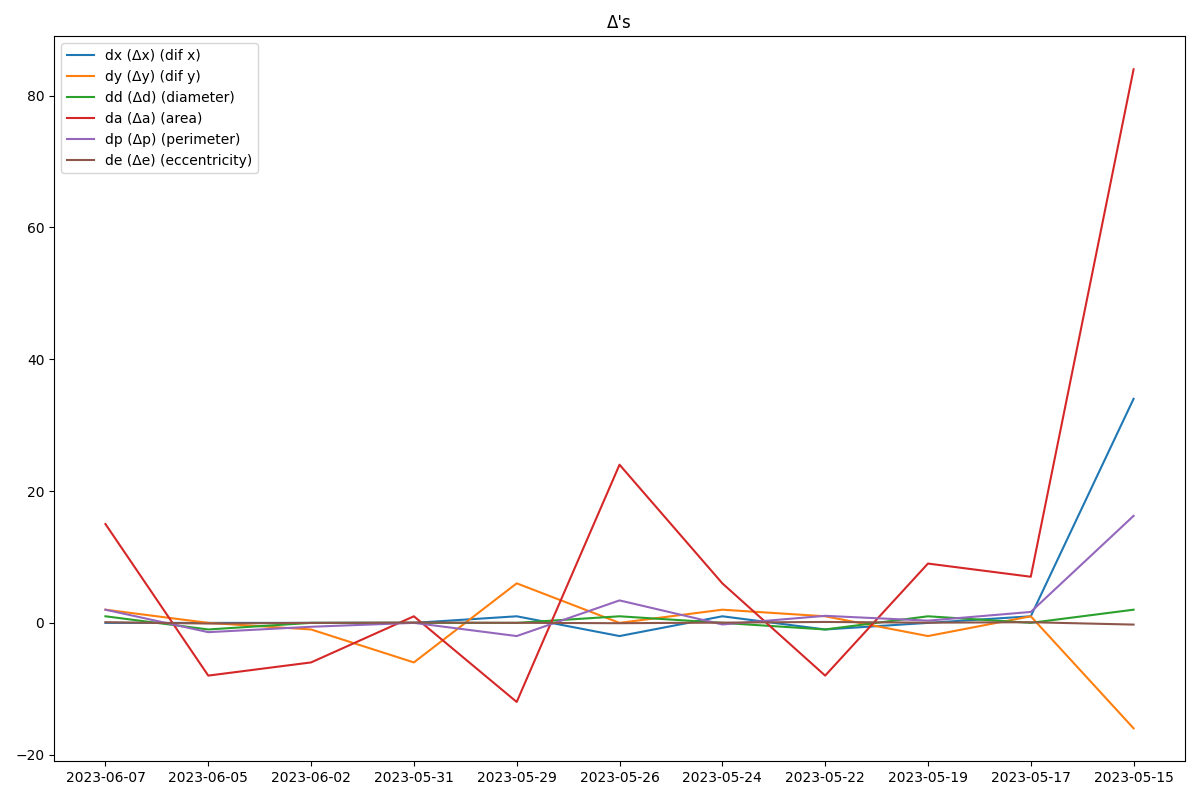 Δ's
dx (Δx) (dif x)
dy (Δy) (dif y)
dd (Δd) (diameter)
da (Δa) (area)
dp (Δp) (perimeter)
de (Δe) (eccentricity)
80
60
40
20
0
−20
2023-06-07 2023-06-05 2023-06-02 2023-05-31 2023-05-29 2023-05-26 2023-05-24 2023-05-22 2023-05-19 2023-05-17 2023-05-15